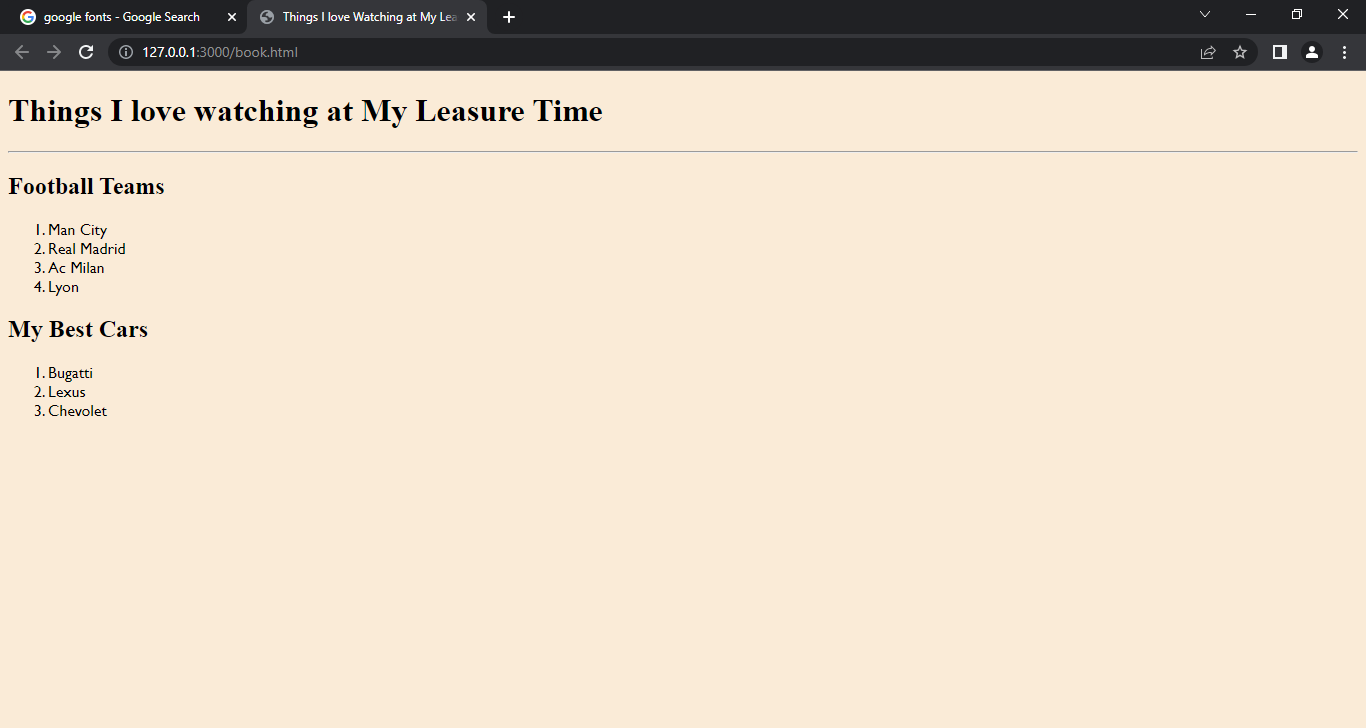 google fonts - Google Search
Things I love Watching at My Lea
127.0.0.1:3000/book.html
Things I love watching at My Leasure Time
Football Teams
1. Man City
2. Real Madrid
3. Ac Milan
4. Lyon
My Best Cars
1. Bugatti
2. Lexus
3. Chevolet